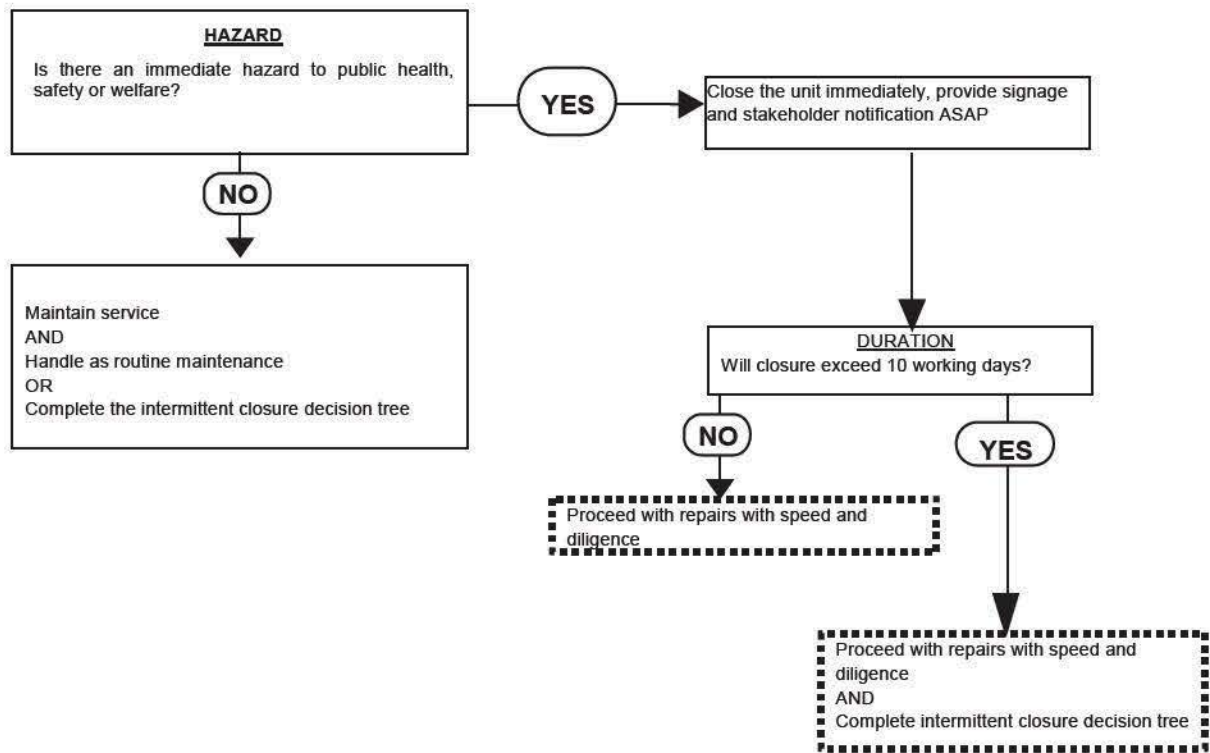 HAZARD
Is there an immediate hazard to public health,
safety or welfare?
YES
Close the unit immediately, provide signage
and stakeholder notification ASAP
NO
Maintain service
AND
Handle as routine maintenance
OR
Complete the intermittent closure decision tree
DURATION
Will closure exceed 10 working days?
NO
YES
Proceed with repairs with speed and
diligence
Proceed with repairs with speed and
diligence
AND
Complete intermittent closure decision tree